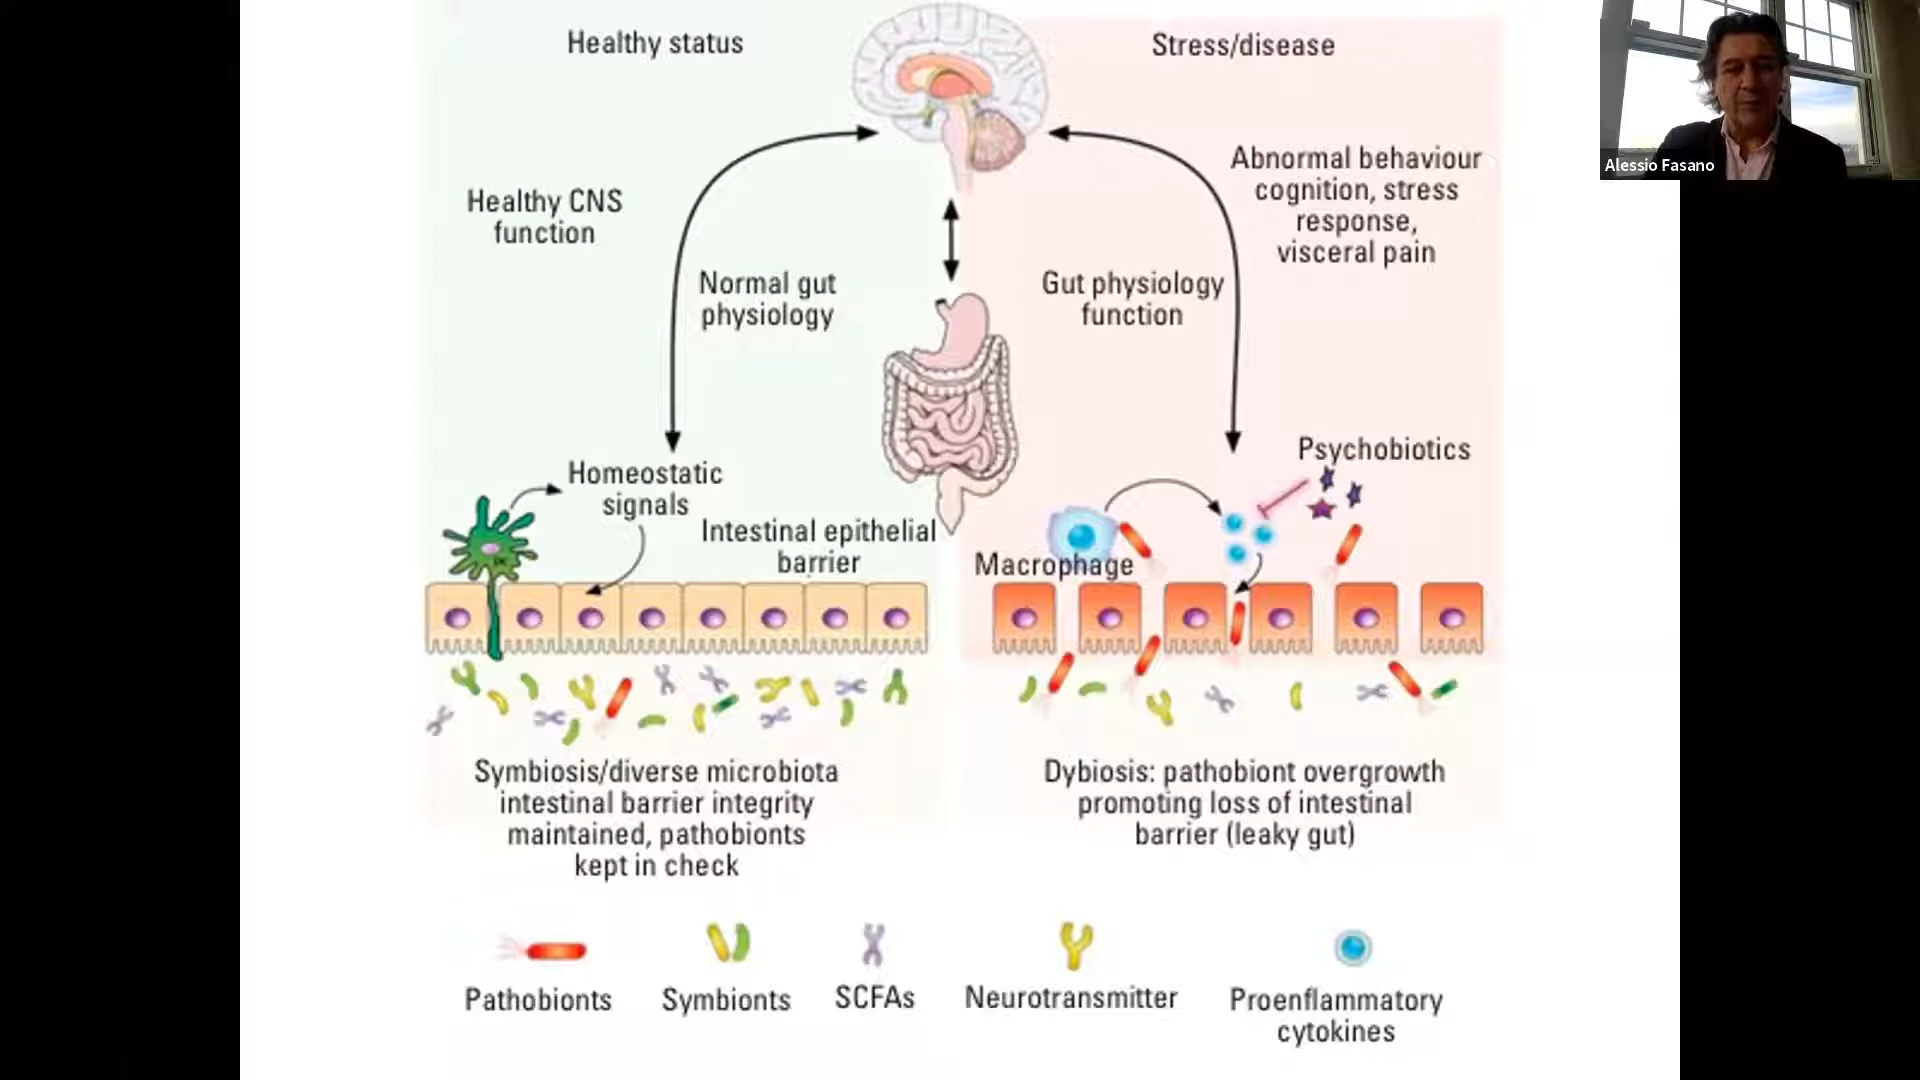 Healthy status
Stress/disease
Alessio Fasano
Abnormal behaviour
cognition, stress
response,
visceral pain
Healthy CNS
function
Normal gut
physiology
Gut physiology
function
Psychobiotics
Homeostatic
signals
Intestinal epithelial
barrier
Macrophage
Symbiosis/diverse microbiota
intestinal barrier integrity
maintained, pathobionts
kept in check
Dybiosis: pathobiont overgrowth
promoting loss of intestinal
barrier (leaky gut)
Pathobionts
Symbionts
SCFAs
Neurotransmitter
Proenflammatory
cytokines